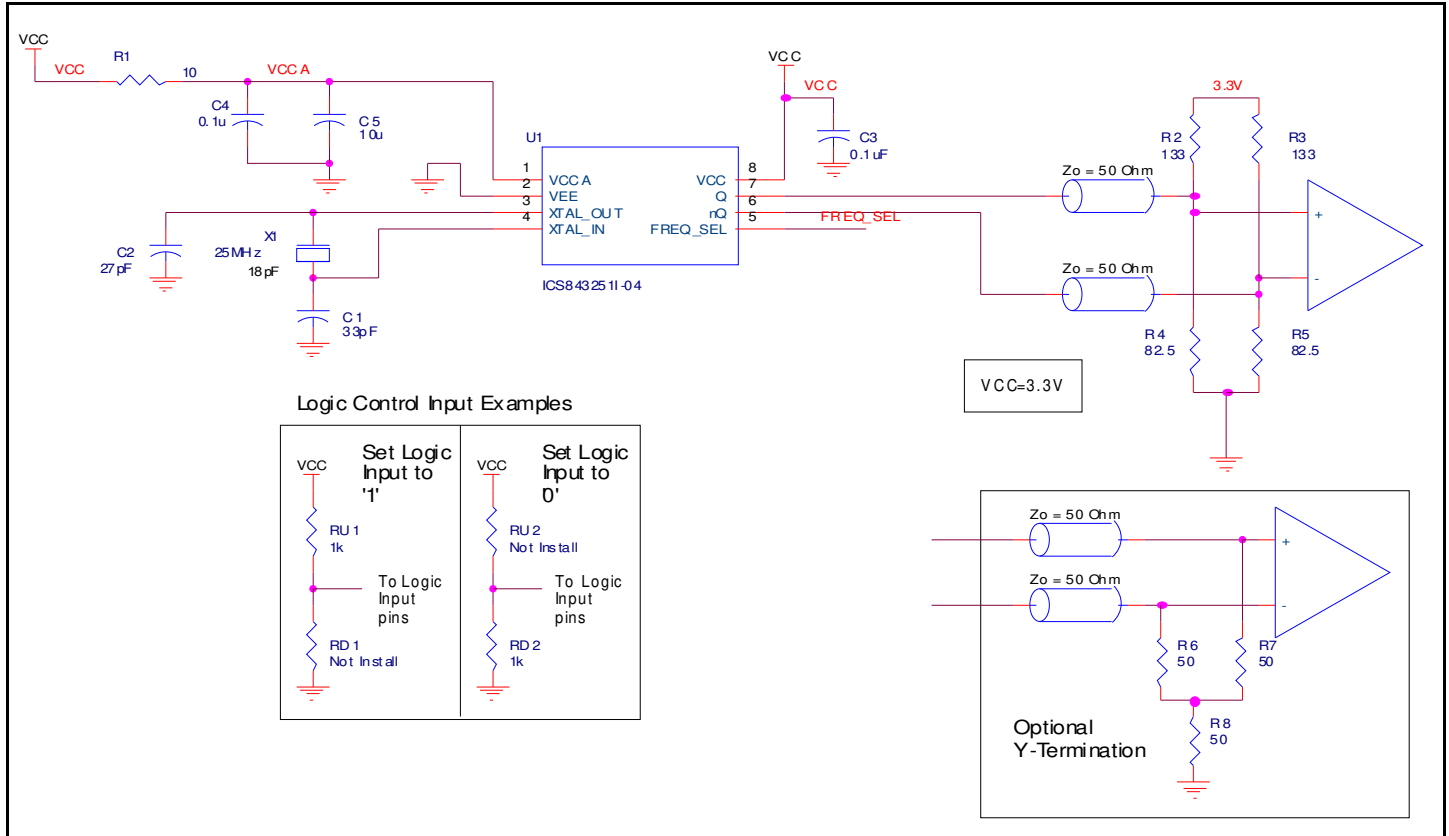 VCC
VCC
R1
10
VCCA
C4
0.1u
C5
10u
U1
1
2
3
4
VCCA
VEE
XTAL_OUT
XTAL_IN
VCC
Q
nQ
FREQ_SEL
8
7
6
5
ICS843251I-04
VCC
VCC
C3
0.1uF
FREQ_SEL
C2
27pF
X1
25MHz
18pF
C1
33pF
Zo = 50 Ohm
Zo = 50 Ohm
3.3V
R2
133
R3
133
+
-
R4
82.5
R5
82.5
VCC=3.3V
Logic Control Input Examples
Set Logic
Input to
'1'
VCC
RU1
1k
To Logic
Input
pins
RD1
Not Install
Set Logic
Input to
'0'
VCC
RU2
Not Install
To Logic
Input
pins
RD2
1k
Zo = 50 Ohm
Zo = 50 Ohm
+
-
R6
50
R7
50
R8
50
Optional
Y-Termination